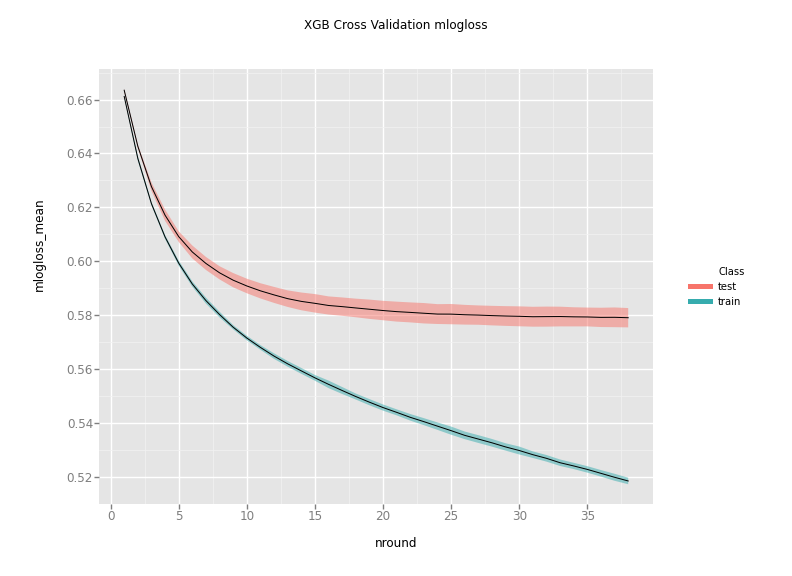 XGB Cross Validation mlogloss
mlogloss_mean
0.66
0.64
0.62
0.60
0.58
0.56
0.54
0.52
0 5 10 15 20 25 30 35
nround
Class
test
train